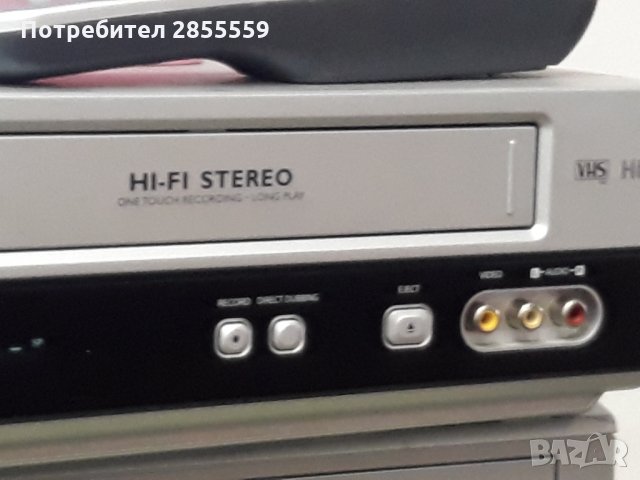 Потребител 2855559
HI-FI STEREO
ONE TOUCH RECORDING - LONG PLAY
VHS
RECORD DIRECT DUBBING
EJECT
VIDEO
L - AUDIO - R
BAZAR